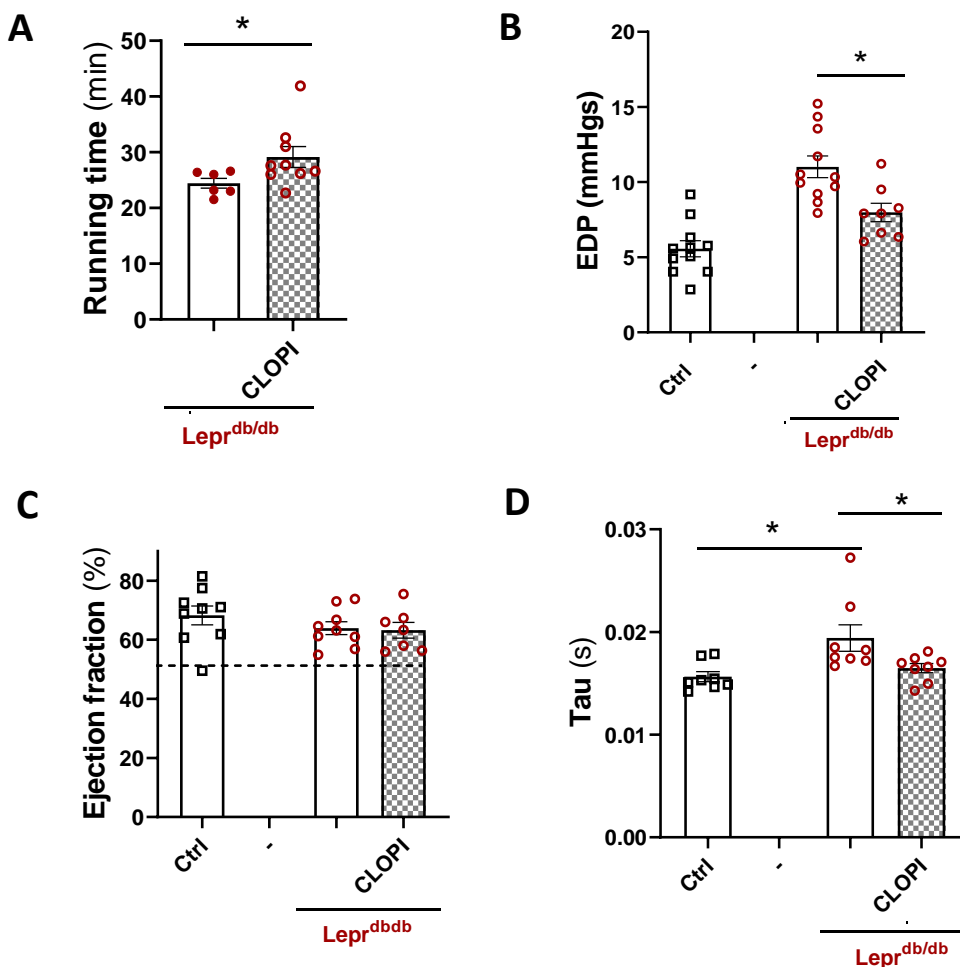 A
Running time (min)
50
40
30
20
10
0
*
CLOPI
Lepr^db/db
B
EDP (mmHgs)
20
15
10
5
0
*
Ctrl
-
CLOPI
Lepr^db/db
C
Ejection fraction (%)
80
60
40
20
0
Ctrl
-
CLOPI
Lepr^dbdb
D
Tau (s)
0.03
0.02
0.01
0.00
*
*
Ctrl
-
CLOPI
Lepr^db/db